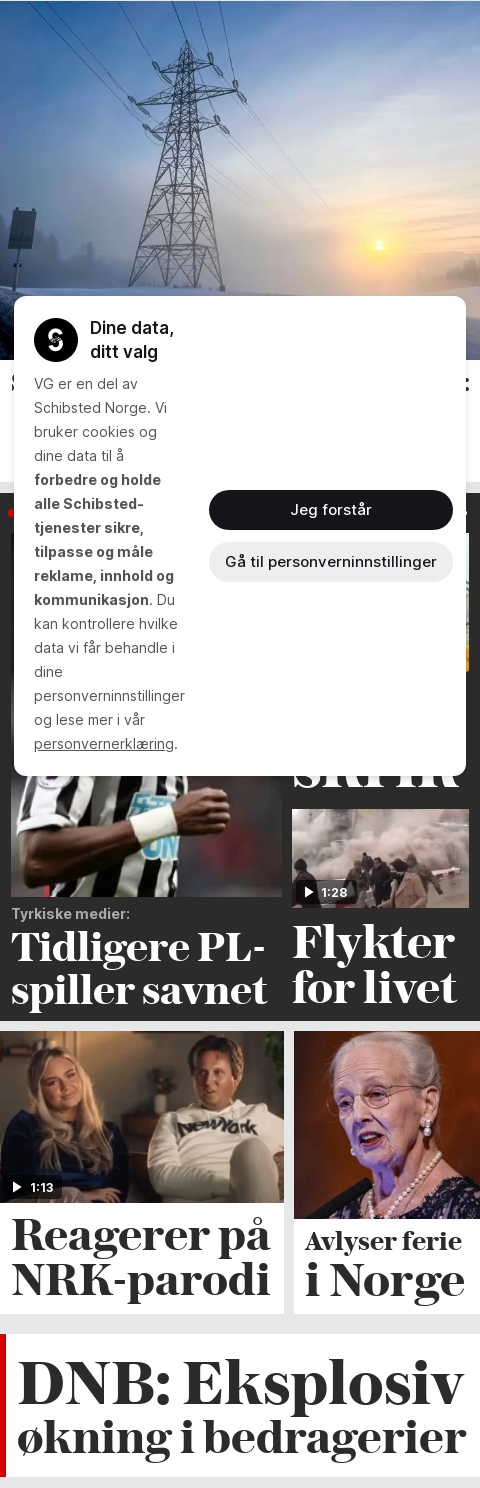 Dine data,
ditt valg
VG er en del av
Schibsted Norge. Vi
bruker cookies og
dine data til å
forbedre og holde
alle Schibsted-
tjenester sikre,
tilpasse og måle
reklame, innhold og
kommunikasjon. Du
kan kontrollere hvilke
data vi får behandle i
dine
personverninnstillinger
og lese mer i vår
personvernerklæring.
Jeg forstår
Gå til personverninnstillinger
Tyrkiske medier:
Tidligere PL-
spiller savnet
1:28
Flykter
for livet
NewYork
1:13
Reagerer på
NRK-parodi
Avlyser ferie
i Norge
DNB: Eksplosiv
økning i bedragerier